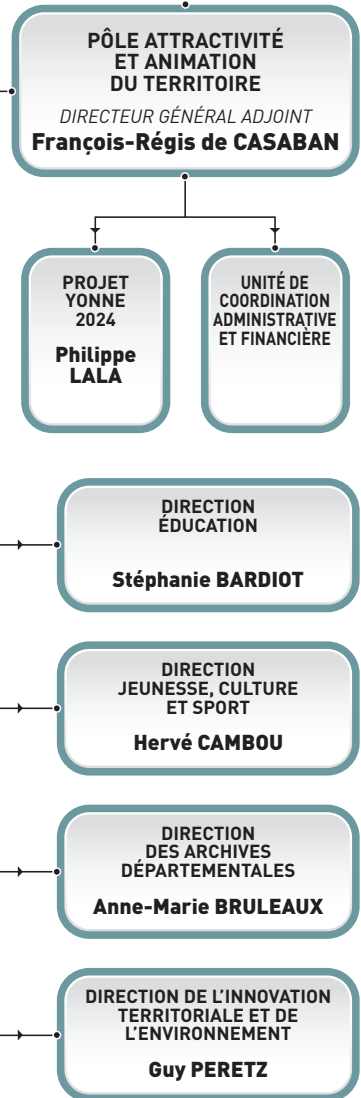 PÔLE ATTRACTIVITÉ
ET ANIMATION
DU TERRITOIRE
DIRECTEUR GÉNÉRAL ADJOINT
François-Régis de CASABAN
PROJET
YONNE
2024
Philippe
LALA
UNITÉ DE
COORDINATION
ADMINISTRATIVE
ET FINANCIÈRE
DIRECTION
ÉDUCATION
Stéphanie BARDIOT
DIRECTION
JEUNESSE, CULTURE
ET SPORT
Hervé CAMBOU
DIRECTION
DES ARCHIVES
DÉPARTEMENTALES
Anne-Marie BRULEAUX
DIRECTION DE L'INNOVATION
TERRITORIALE ET DE
L'ENVIRONNEMENT
Guy PERETZ